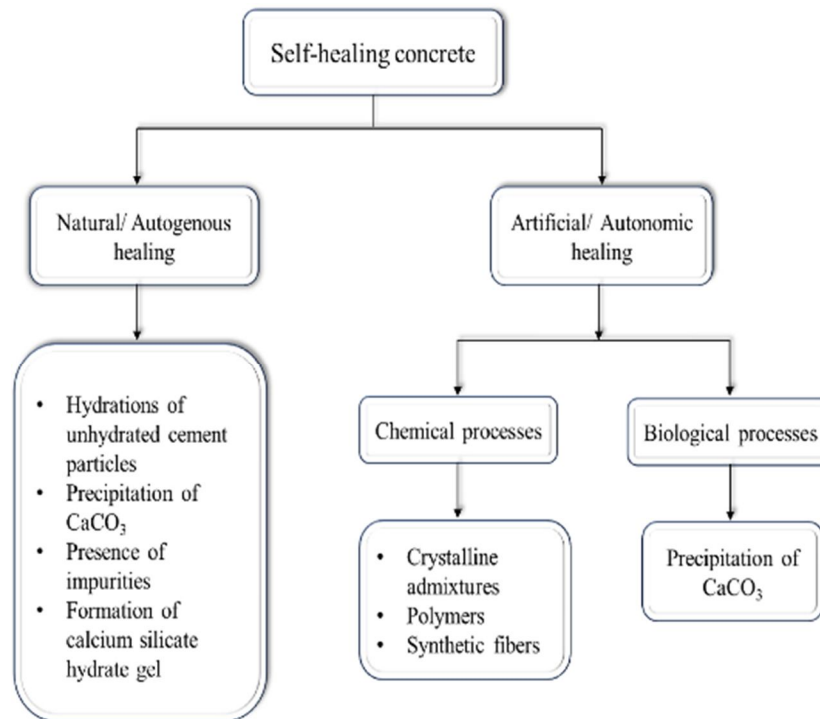 Self-healing concrete
Natural/ Autogenous
healing
Artificial/ Autonomic
healing
• Hydrations of
unhydrated cement
particles
• Precipitation of
CaCO₃
• Presence of
impurities
• Formation of
calcium silicate
hydrate gel
Chemical processes
Biological processes
• Crystalline
admixtures
• Polymers
• Synthetic fibers
Precipitation of
CaCO₃